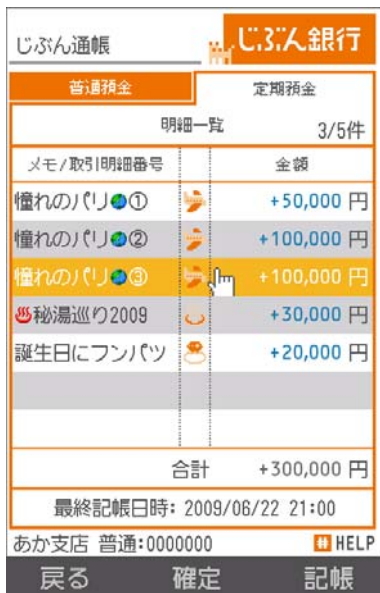 じぶん通帳
じぶん銀行
普通預金 定期預金
明細一覧 3/5件
メモ/取引明細番号 金額
憧れのパリ① +50,000 円
憧れのパリ② +100,000 円
憧れのパリ③ +100,000 円
♨秘湯巡り2009 +30,000 円
誕生日にフンパツ +20,000 円
合計 +300,000 円
最終記帳日時: 2009/06/22 21:00
あか支店 普通:0000000 # HELP
戻る 確定 記帳